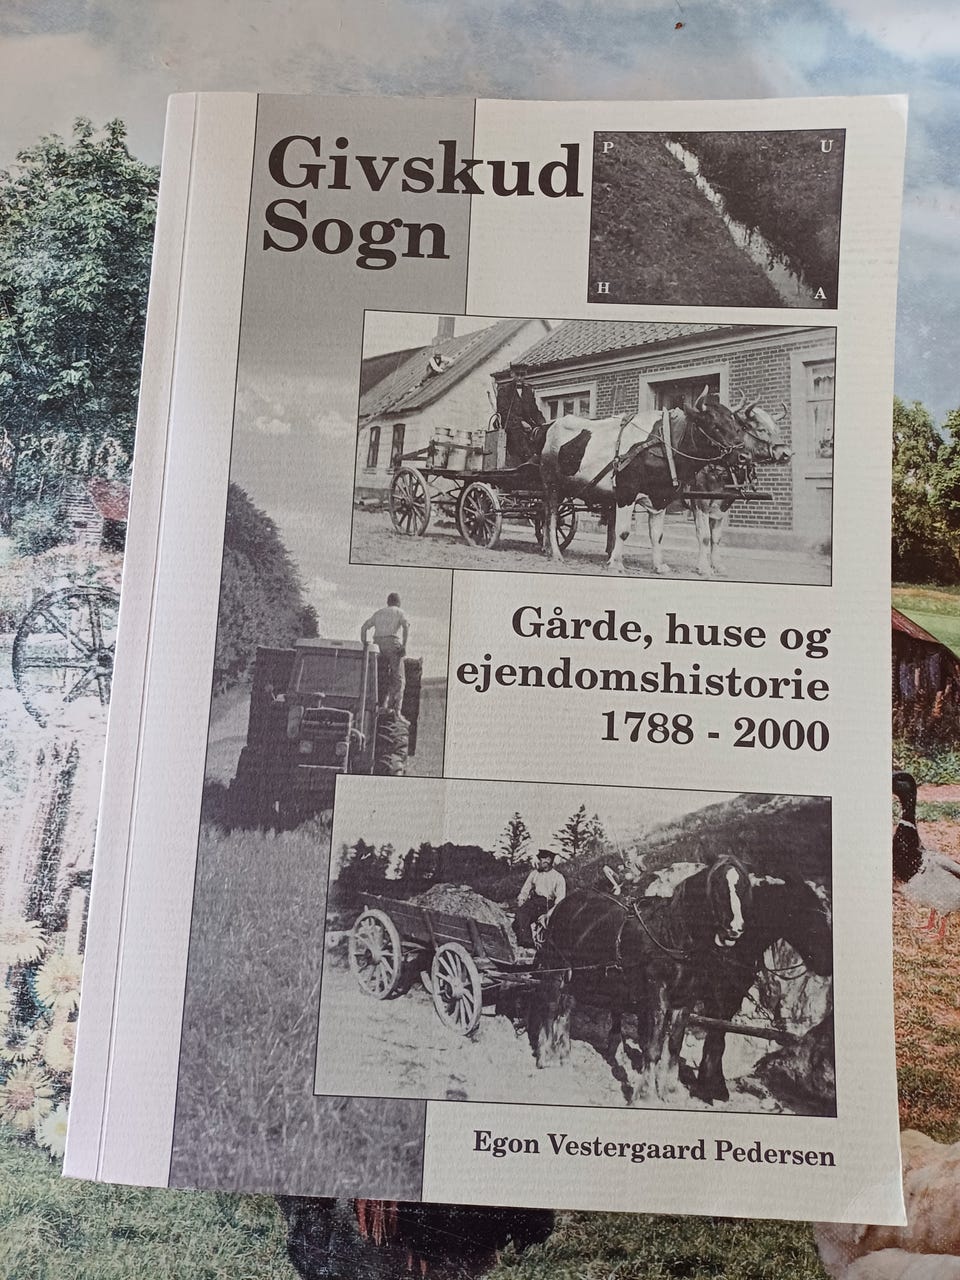 Givskud
Sogn
P U
H A
Gårde, huse og
ejendomshistorie
1788 - 2000
Egon Vestergaard Pedersen